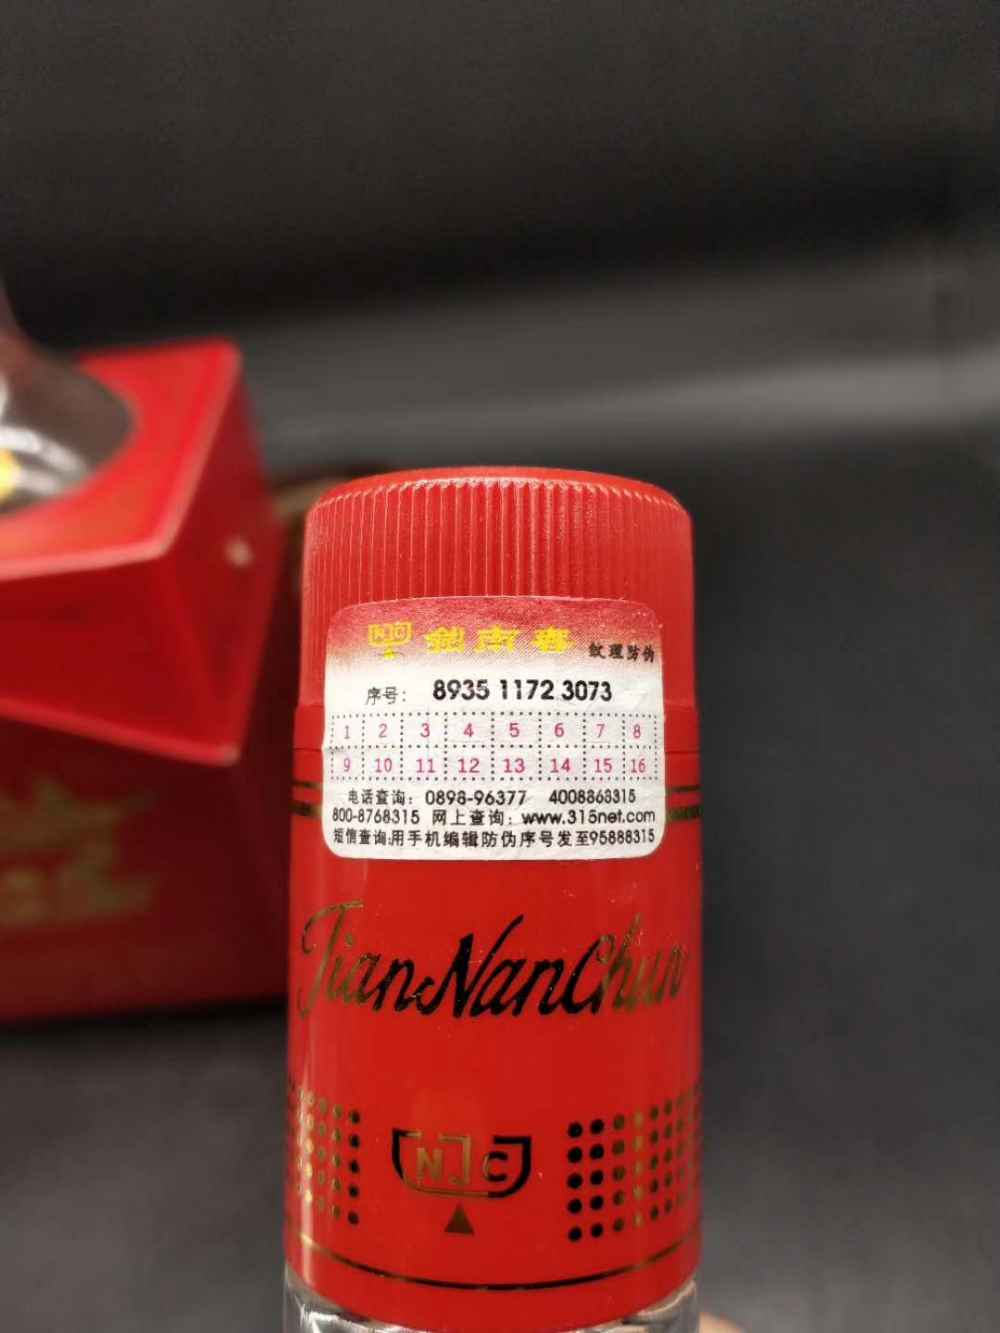 NJC 剑南春 纹理防伪
序号: 8935 1172 3073
1 2 3 4 5 6 7 8
9 10 11 12 13 14 15 16
电话查询: 0898-96377 4008868315
800-8768315 网上查询: www.315net.com
短信查询:用手机编辑防伪序号发至95888315
JianNanChun
NJC